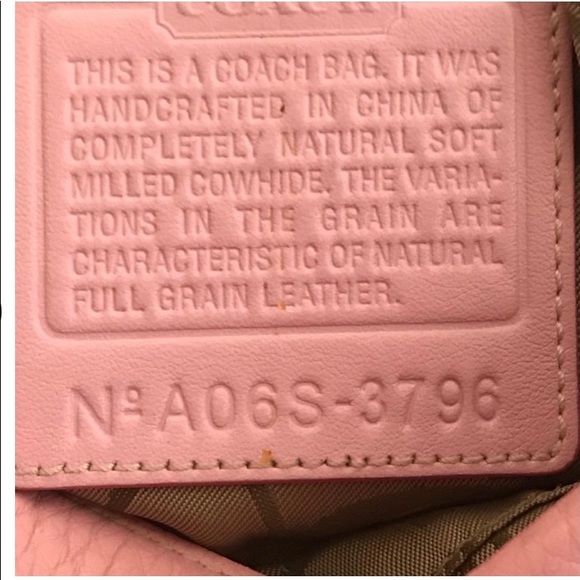 COACH
THIS IS A COACH BAG. IT WAS
HANDCRAFTED IN CHINA OF
COMPLETELY NATURAL SOFT
MILLED COWHIDE. THE VARIA-
TIONS IN THE GRAIN ARE
CHARACTERISTIC OF NATURAL
FULL GRAIN LEATHER.
Nº A06S-3796